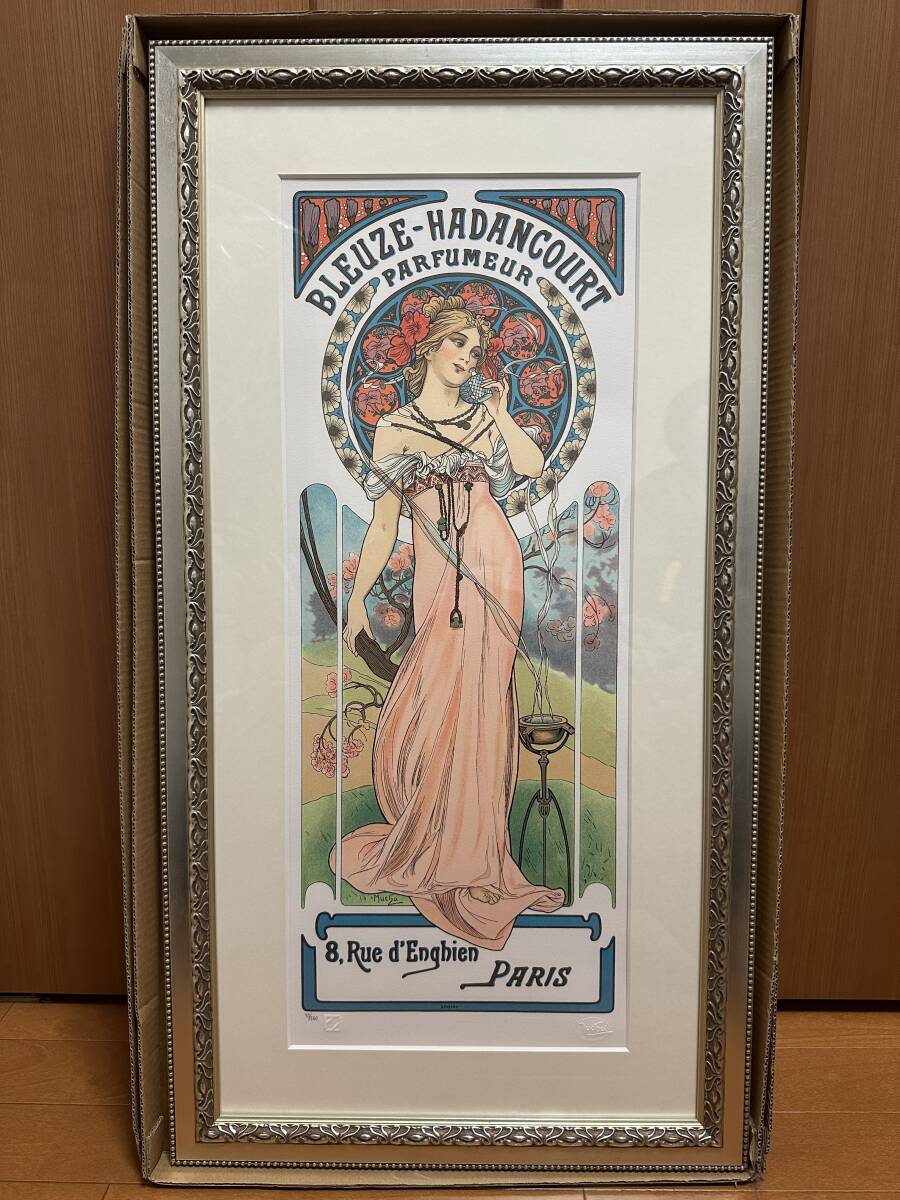 BLEUZE-HADANCOURT
PARFUMEUR
Mucha
8, Rue d'Enghien
PARIS